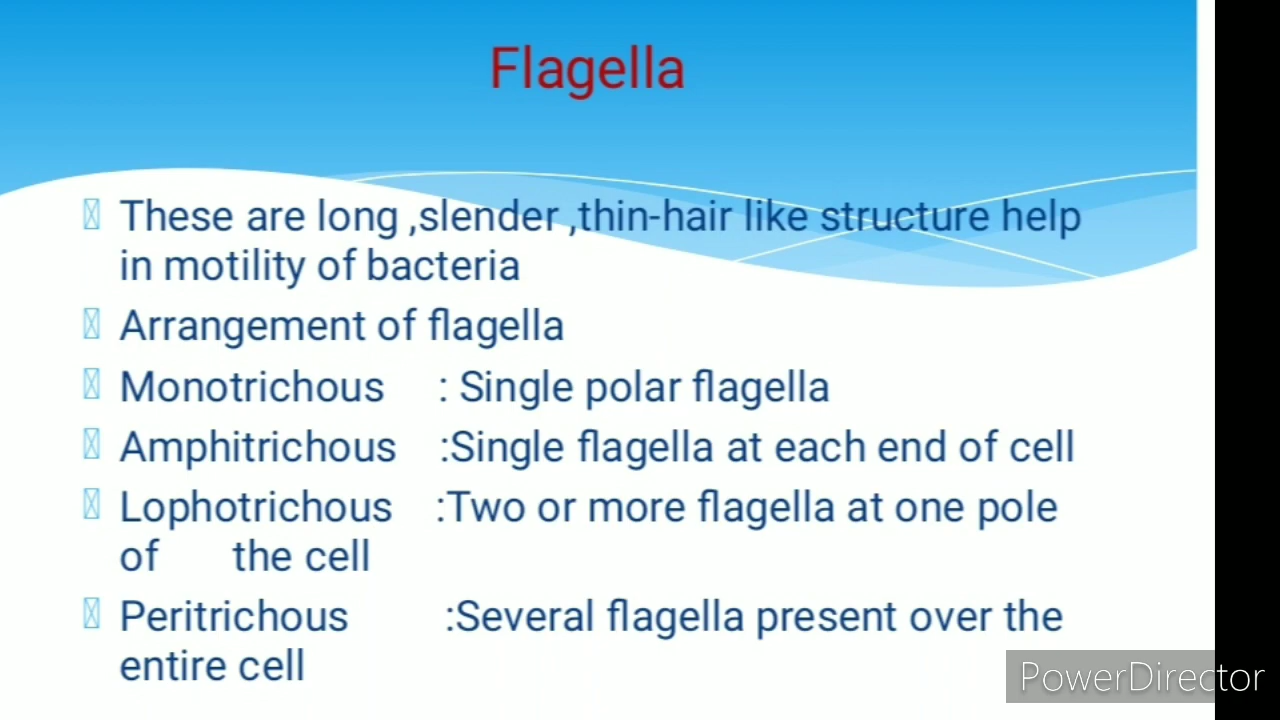 Flagella
These are long ,slender ,thin-hair like structure help
in motility of bacteria
Arrangement of flagella
Monotrichous : Single polar flagella
Amphitrichous :Single flagella at each end of cell
Lophotrichous :Two or more flagella at one pole
of the cell
Peritrichous :Several flagella present over the
entire cell
PowerDirector